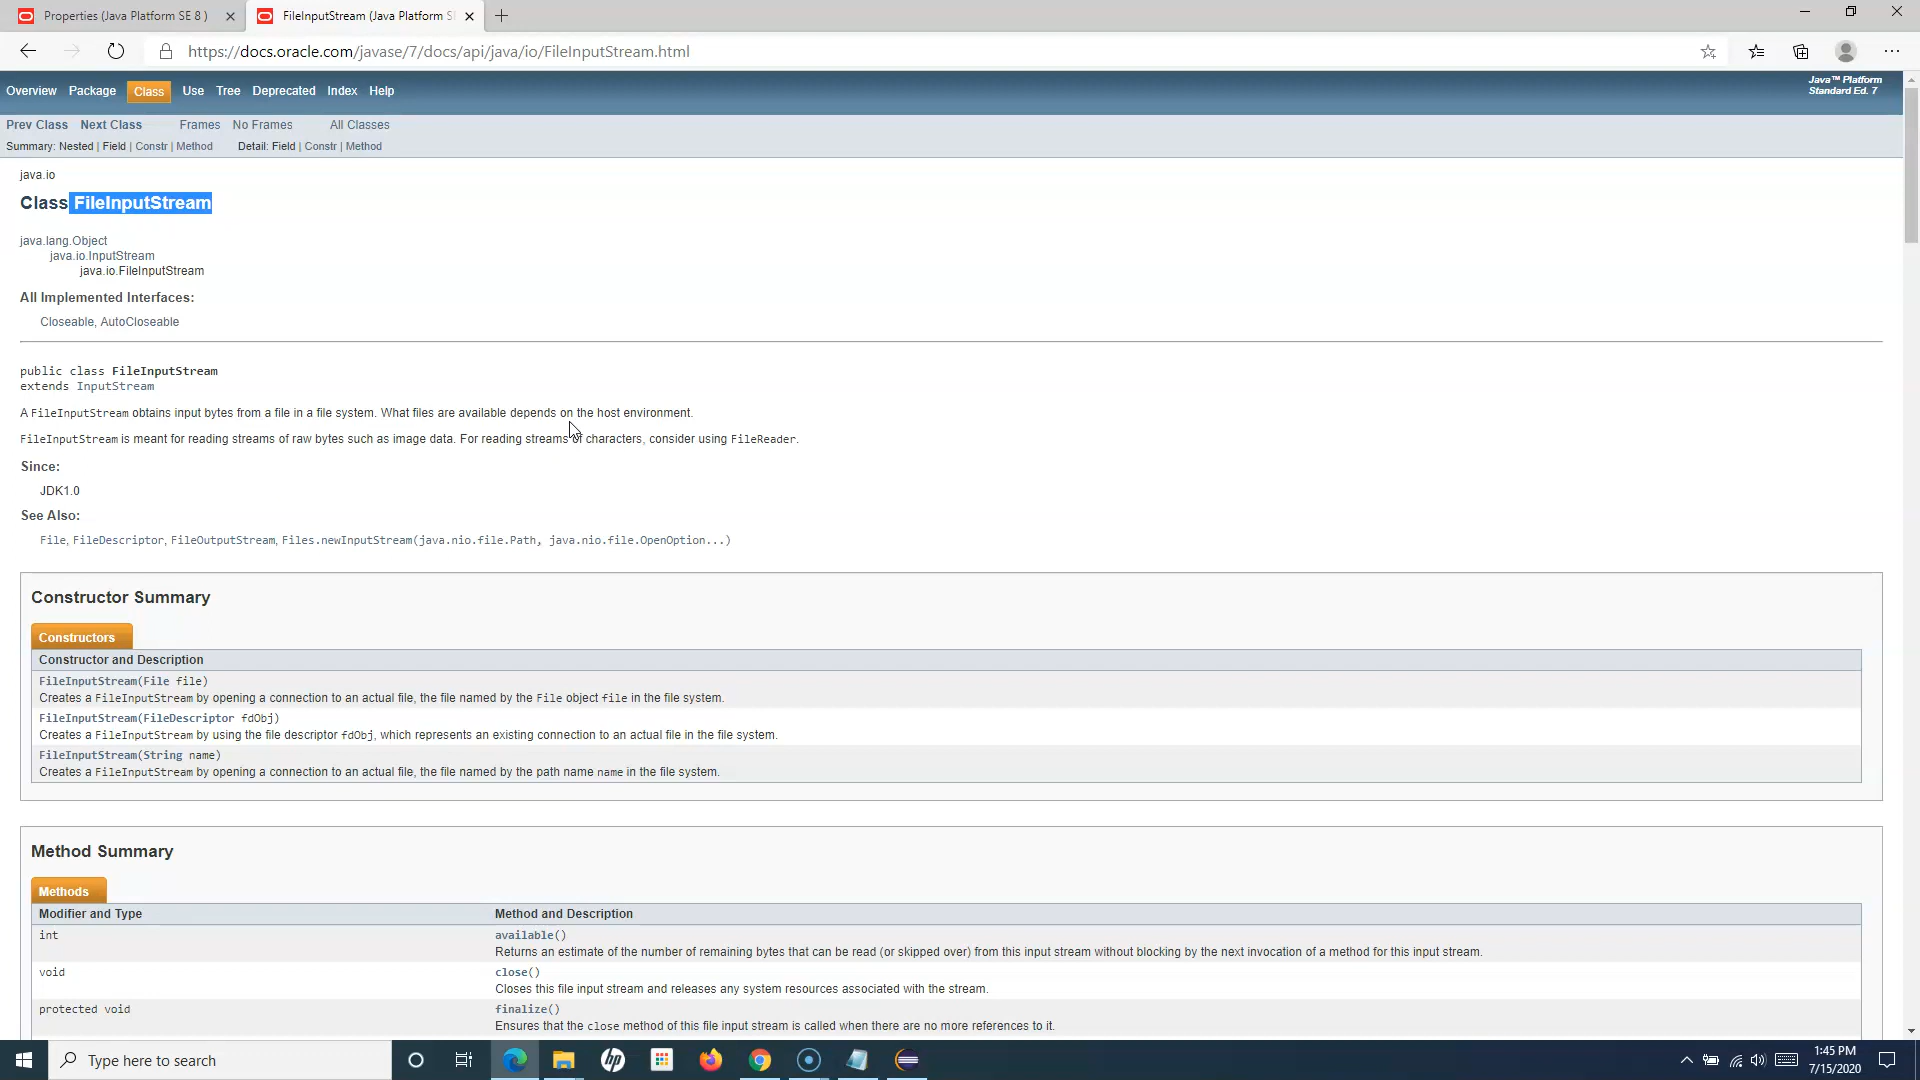 Properties (Java Platform SE 8 )
FileInputStream (Java Platform SE
https://docs.oracle.com/javase/7/docs/api/java/io/FileInputStream.html
Overview Package Class Use Tree Deprecated Index Help
Java™ Platform
Standard Ed. 7
Prev Class Next Class Frames No Frames All Classes
Summary: Nested | Field | Constr | Method Detail: Field | Constr | Method
java.io
Class FileInputStream
java.lang.Object
java.io.InputStream
java.io.FileInputStream
All Implemented Interfaces:
Closeable, AutoCloseable
public class FileInputStream
extends InputStream
A FileInputStream obtains input bytes from a file in a file system. What files are available depends on the host environment.
FileInputStream is meant for reading streams of raw bytes such as image data. For reading streams of characters, consider using FileReader.
Since:
JDK1.0
See Also:
File, FileDescriptor, FileOutputStream, Files.newInputStream(java.nio.file.Path, java.nio.file.OpenOption...)
Constructor Summary
Constructors
Constructor and Description
FileInputStream(File file)
Creates a FileInputStream by opening a connection to an actual file, the file named by the File object file in the file system.
FileInputStream(FileDescriptor fdObj)
Creates a FileInputStream by using the file descriptor fdObj, which represents an existing connection to an actual file in the file system.
FileInputStream(String name)
Creates a FileInputStream by opening a connection to an actual file, the file named by the path name name in the file system.
Method Summary
Methods
Modifier and Type Method and Description
int available()
Returns an estimate of the number of remaining bytes that can be read (or skipped over) from this input stream without blocking by the next invocation of a method for this input stream.
void close()
Closes this file input stream and releases any system resources associated with the stream.
protected void finalize()
Ensures that the close method of this file input stream is called when there are no more references to it.
Type here to search
hp
1:45 PM
7/15/2020